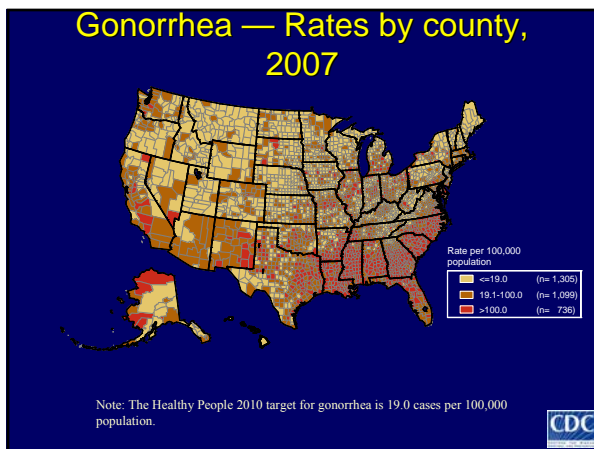 Gonorrhea — Rates by county,
2007
Rate per 100,000
population
<=19.0 (n= 1,305)
19.1-100.0 (n= 1,099)
>100.0 (n= 736)
Note: The Healthy People 2010 target for gonorrhea is 19.0 cases per 100,000
population.
CDC